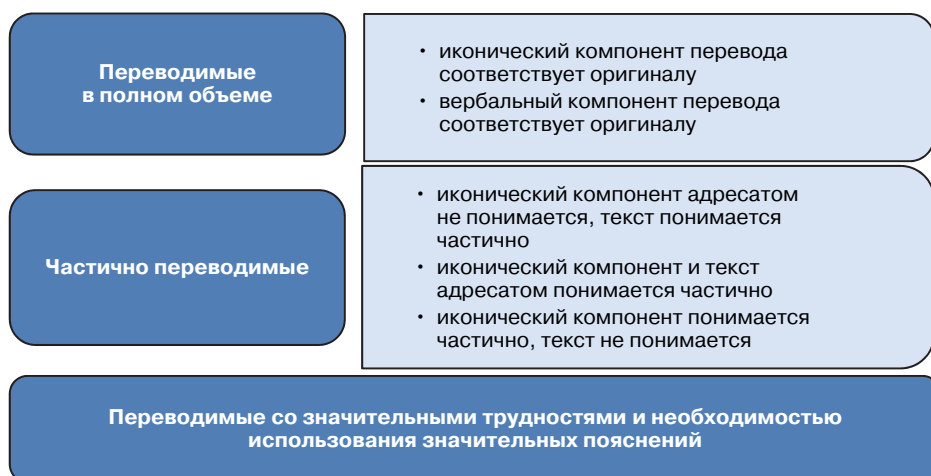 Переводимые
в полном объеме
• иконический компонент перевода
соответствует оригиналу
• вербальный компонент перевода
соответствует оригиналу
Частично переводимые
• иконический компонент адресатом
не понимается, текст понимается
частично
• иконический компонент и текст
адресатом понимается частично
• иконический компонент понимается
частично, текст не понимается
Переводимые со значительными трудностями и необходимостью
использования значительных пояснений